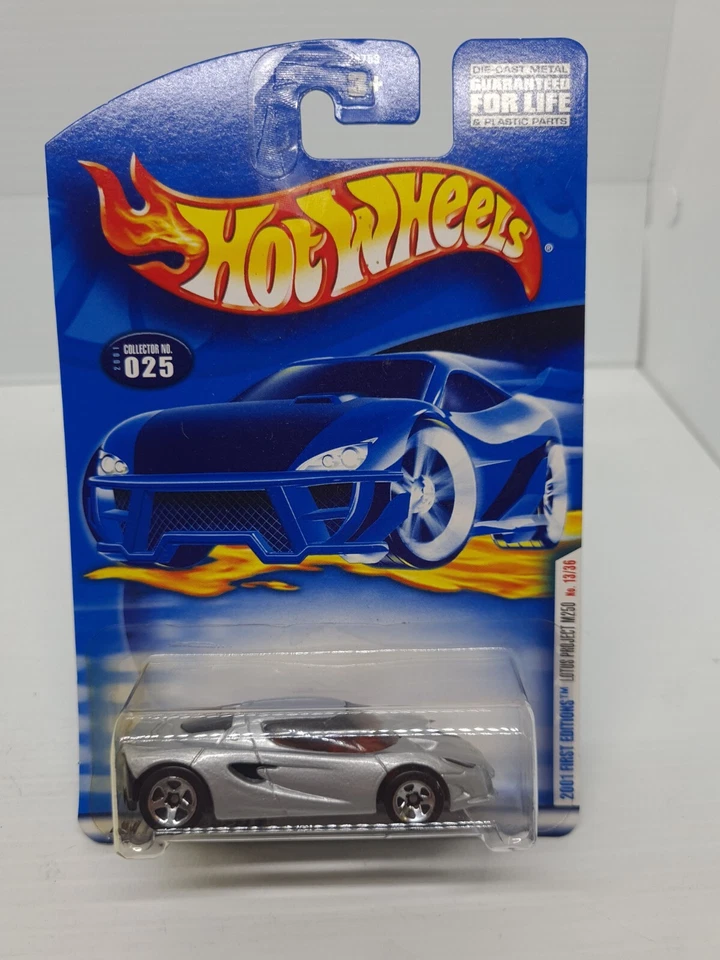 3+
DIE-CAST METAL
GUARANTEED
FOR LIFE
& PLASTIC PARTS
HOT WHEELS
®
2001
COLLECTOR NO.
025
2001 FIRST EDITIONS™ LOTUS PROJECT M250 No. 13/36